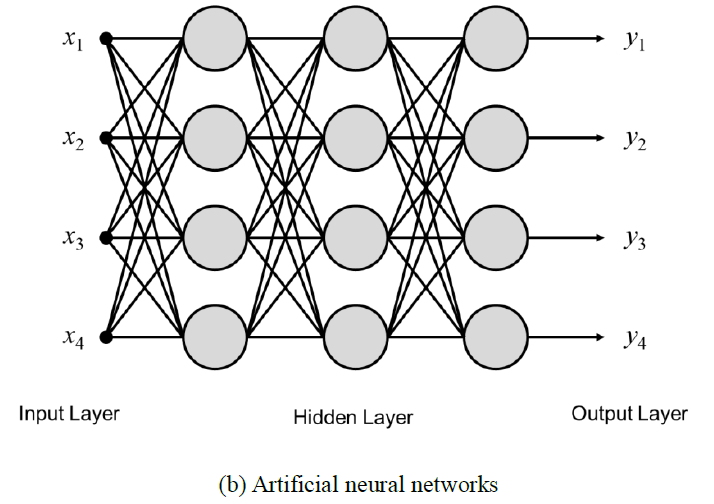 x1 y1
x2 y2
x3 y3
x4 y4
Input Layer Hidden Layer Output Layer
(b) Artificial neural networks